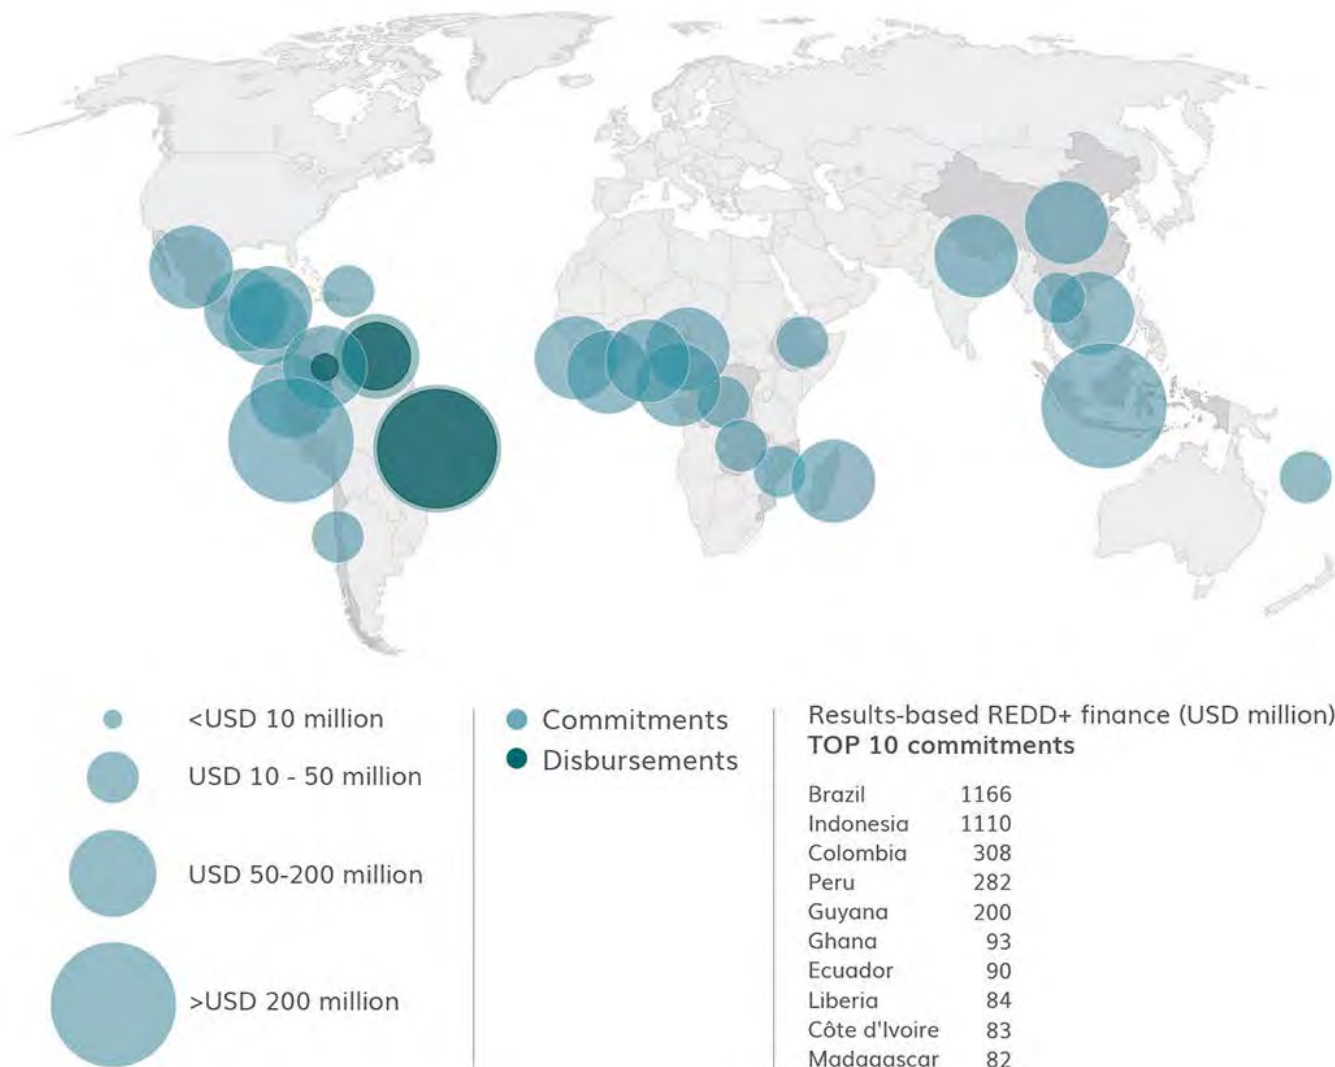 <USD 10 million
USD 10 - 50 million
USD 50-200 million
>USD 200 million
Commitments
Disbursements
Results-based REDD+ finance (USD million)
TOP 10 commitments
Brazil 1166
Indonesia 1110
Colombia 308
Peru 282
Guyana 200
Ghana 93
Ecuador 90
Liberia 84
Côte d'Ivoire 83
Madagascar 82